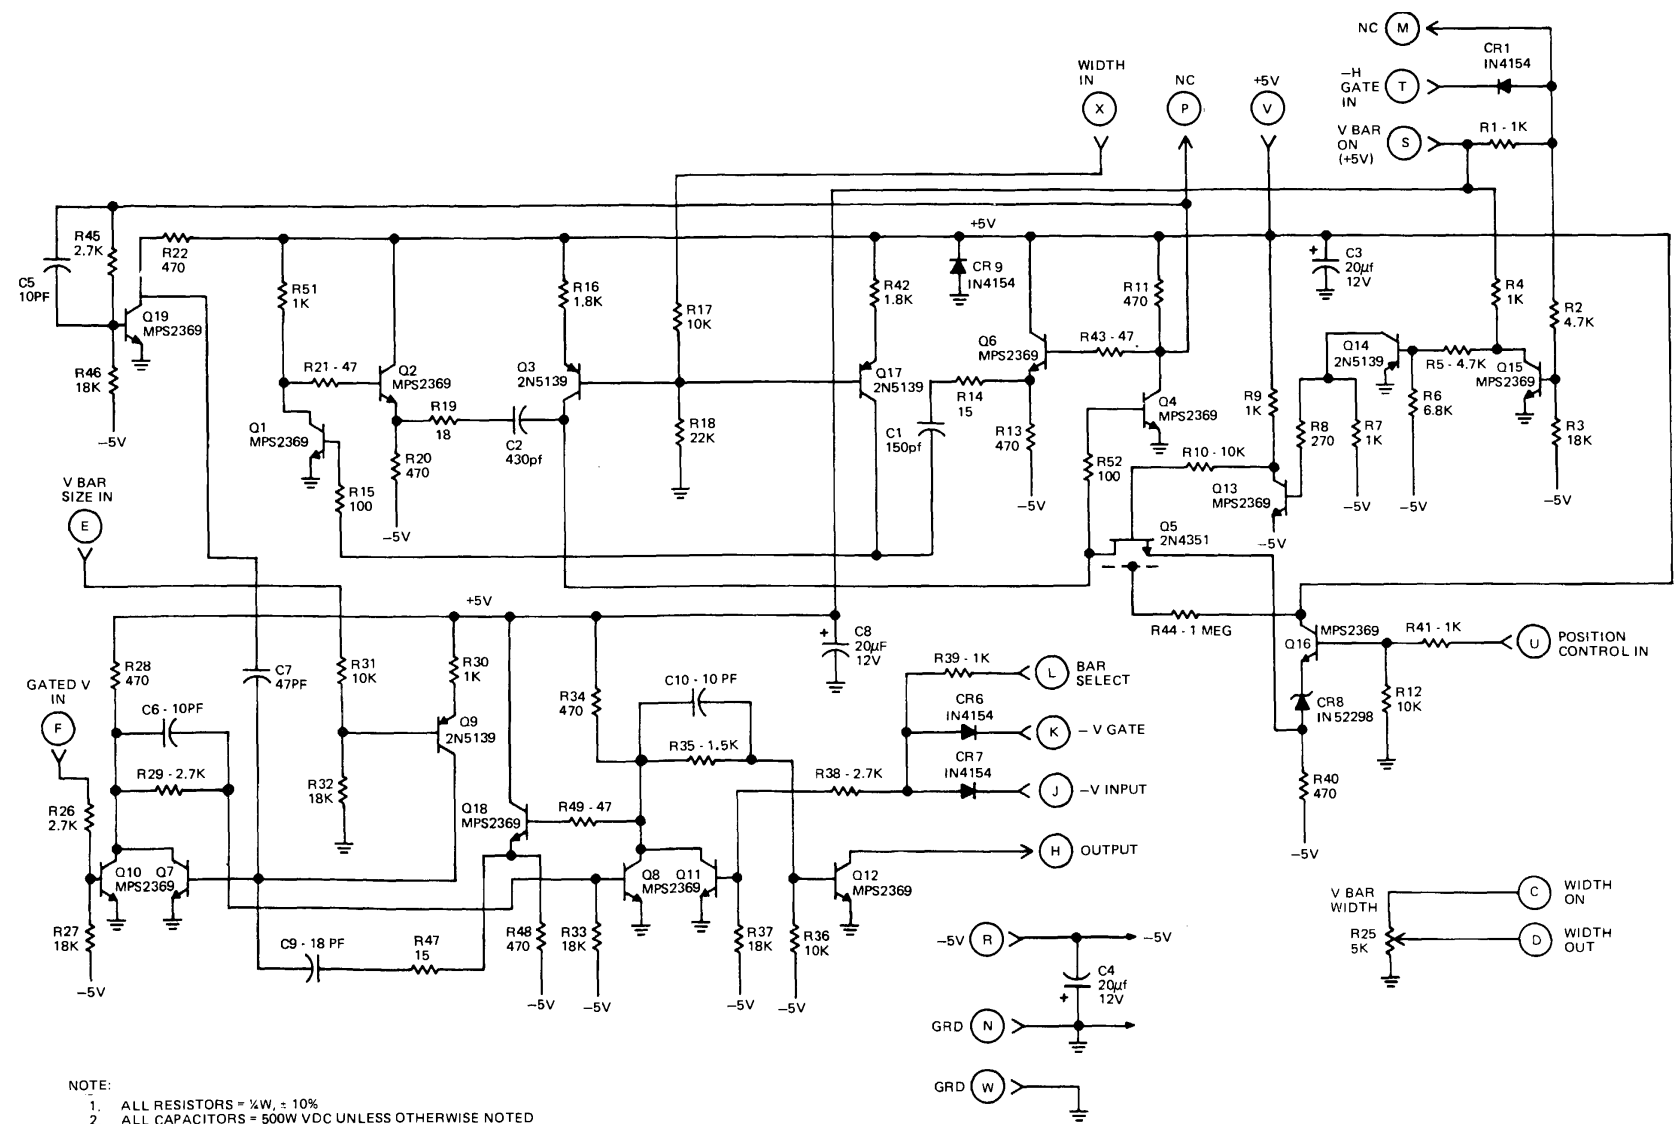 NC M
CR1
IN4154
WIDTH
IN
X
NC
P
+5V
V
–H
GATE
IN
T
V BAR
ON
(+5V)
S
R1 - 1K
R45
2.7K
R22
470
C5
10PF
Q19
MPS2369
R46
18K
–5V
R51
1K
R21 - 47
Q2
MPS2369
R19
18
Q1
MPS2369
R20
470
–5V
R15
100
R16
1.8K
Q3
2N5139
C2
430pf
R17
10K
R18
22K
R42
1.8K
Q17
2N5139
+5V
CR 9
IN4154
Q6
MPS2369
R43 - 47
R14
15
C1
150pf
R13
470
–5V
R11
470
Q4
MPS2369
R52
100
R10 - 10K
Q5
2N4351
R9
1K
Q13
MPS2369
–5V
C3
20µf
12V
Q14
2N5139
R8
270
R7
1K
–5V
R6
6.8K
–5V
R5 - 4.7K
R4
1K
Q15
MPS2369
R2
4.7K
R3
18K
–5V
V BAR
SIZE IN
E
GATED V
IN
F
R28
470
C6 - 10PF
R29 - 2.7K
R26
2.7K
Q10
MPS2369
Q7
R27
18K
–5V
C7
47PF
R31
10K
R32
18K
+5V
R30
1K
Q9
2N5139
Q18
MPS2369
R49 - 47
C9 - 18 PF
R47
15
R48
470
–5V
R34
470
C10 - 10 PF
R35 - 1.5K
Q8
MPS2369
Q11
R33
18K
–5V
R37
18K
–5V
R36
10K
–5V
Q12
MPS2369
C8
20µF
12V
R38 - 2.7K
R39 - 1K
L
BAR
SELECT
CR6
IN4154
K
– V GATE
CR7
IN4154
J
–V INPUT
H
OUTPUT
R44 - 1 MEG
MPS2369
Q16
R41 - 1K
U
POSITION
CONTROL IN
CR8
IN52298
R12
10K
R40
470
–5V
V BAR
WIDTH
R25
5K
C
WIDTH
ON
D
WIDTH
OUT
–5V R
–5V
C4
20µf
12V
GRD N
GRD W
NOTE:
1. ALL RESISTORS = ¼W, ± 10%
2 ALL CAPACITORS = 500W VDC UNLESS OTHERWISE NOTED